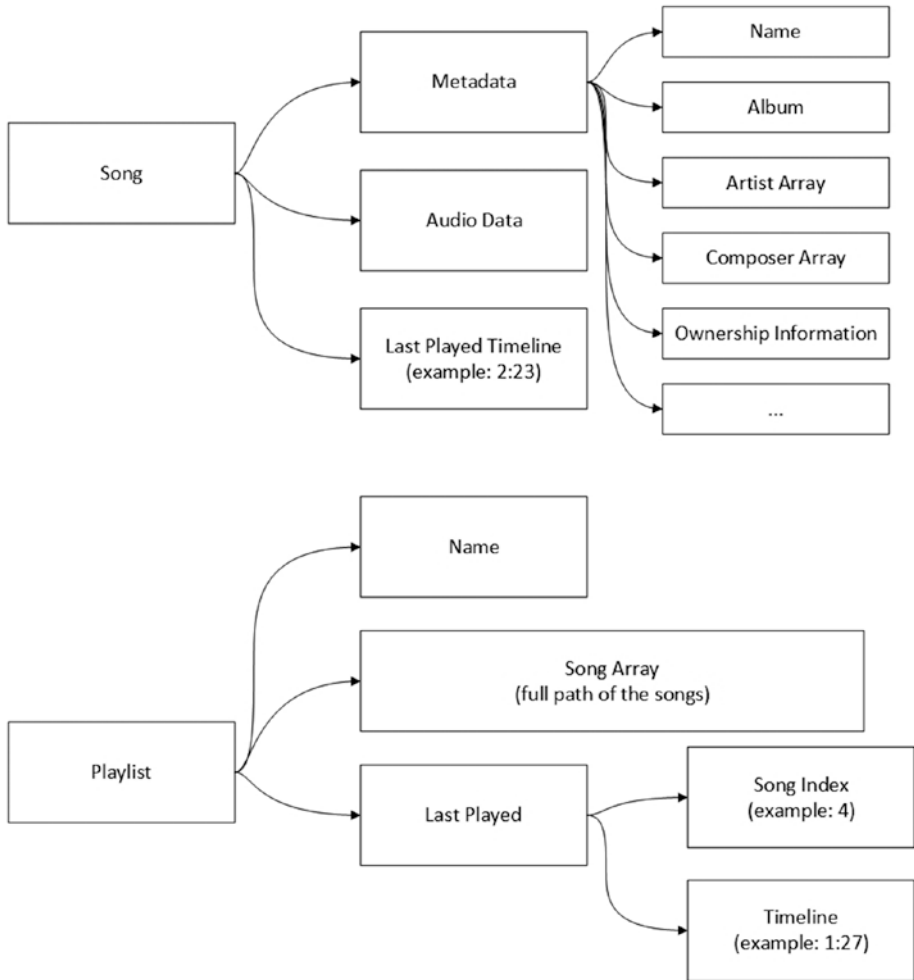 Song
Metadada
Audio Data
Last Played Timeline
(example: 2:23)
Name
Album
Artist Array
Composer Array
Ownership Information
...
Playlist
Name
Song Array
(full path of the songs)
Last Played
Song Index
(example: 4)
Timeline
(example: 1:27)